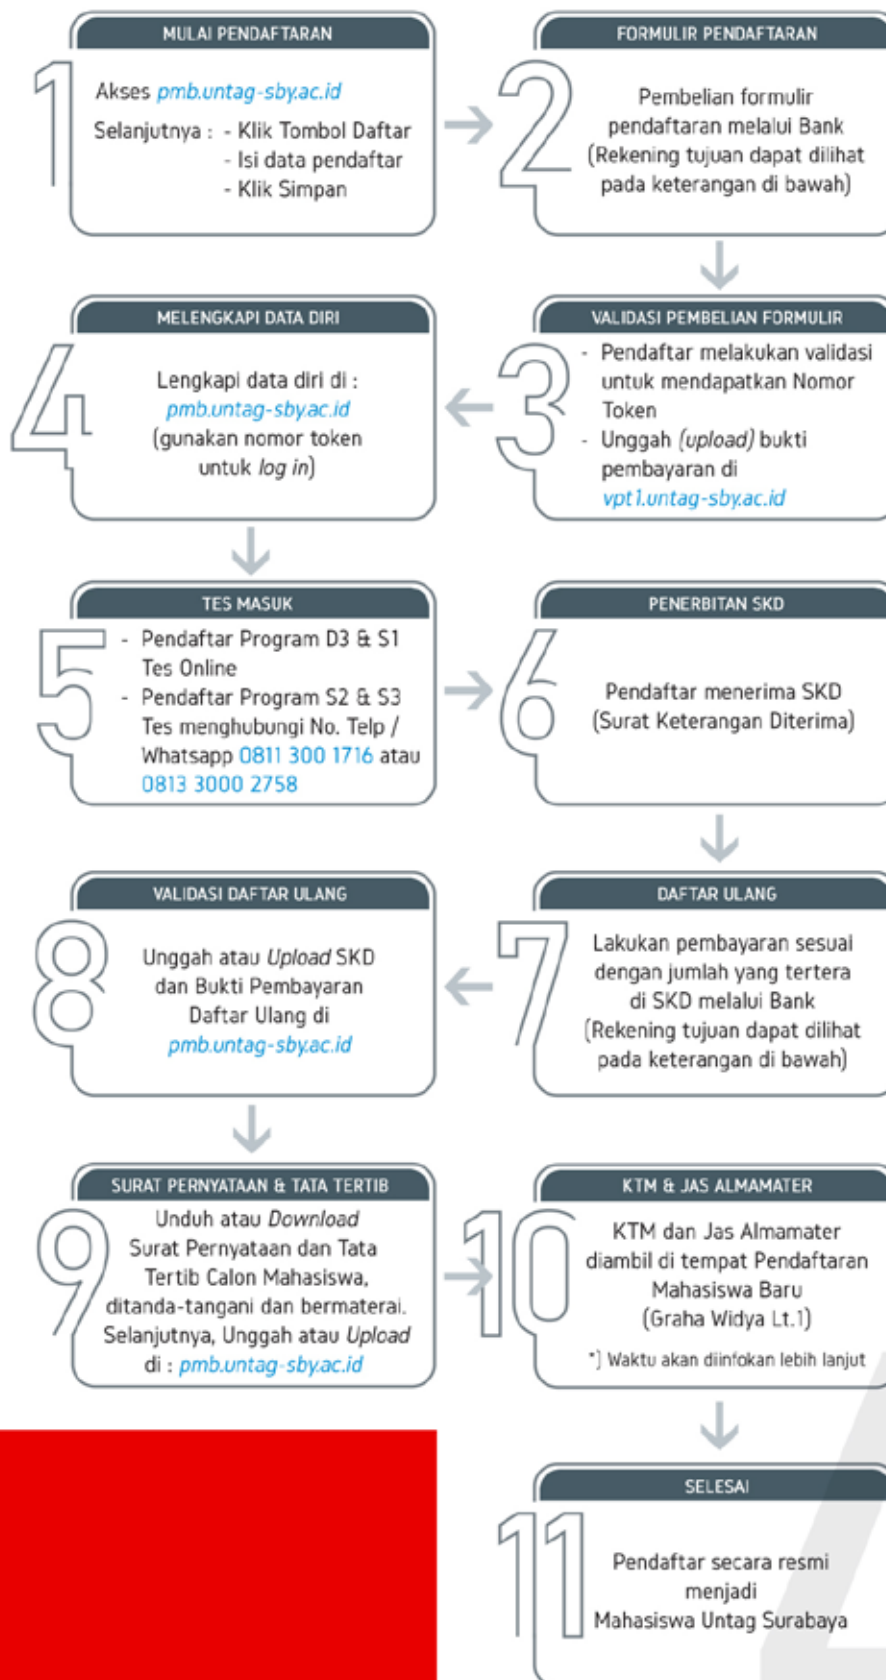 MULAI PENDAFTARAN
1
Akses pmb.untag-sby.ac.id
Selanjutnya : - Klik Tombol Daftar
- Isi data pendaftar
- Klik Simpan
FORMULIR PENDAFTARAN
2
Pembelian formulir
pendaftaran melalui Bank
(Rekening tujuan dapat dilihat
pada keterangan di bawah)
VALIDASI PEMBELIAN FORMULIR
3
- Pendaftar melakukan validasi
untuk mendapatkan Nomor
Token
- Unggah (upload) bukti
pembayaran di
vpt1.untag-sby.ac.id
MELENGKAPI DATA DIRI
4
Lengkapi data diri di :
pmb.untag-sby.ac.id
(gunakan nomor token
untuk log in)
TES MASUK
5
- Pendaftar Program D3 & S1
Tes Online
- Pendaftar Program S2 & S3
Tes menghubungi No. Telp /
Whatsapp 0811 300 1716 atau
0813 3000 2758
PENERBITAN SKD
6
Pendaftar menerima SKD
(Surat Keterangan Diterima)
DAFTAR ULANG
7
Lakukan pembayaran sesuai
dengan jumlah yang tertera
di SKD melalui Bank
(Rekening tujuan dapat dilihat
pada keterangan di bawah)
VALIDASI DAFTAR ULANG
8
Unggah atau Upload SKD
dan Bukti Pembayaran
Daftar Ulang di
pmb.untag-sby.ac.id
SURAT PERNYATAAN & TATA TERTIB
9
Unduh atau Download
Surat Pernyataan dan Tata
Tertib Calon Mahasiswa,
ditanda-tangani dan bermaterai.
Selanjutnya, Unggah atau Upload
di : pmb.untag-sby.ac.id
KTM & JAS ALMAMATER
10
KTM dan Jas Almamater
diambil di tempat Pendaftaran
Mahasiswa Baru
(Graha Widya Lt.1)
*) Waktu akan diinfokan lebih lanjut
SELESAI
11
Pendaftar secara resmi
menjadi
Mahasiswa Untag Surabaya